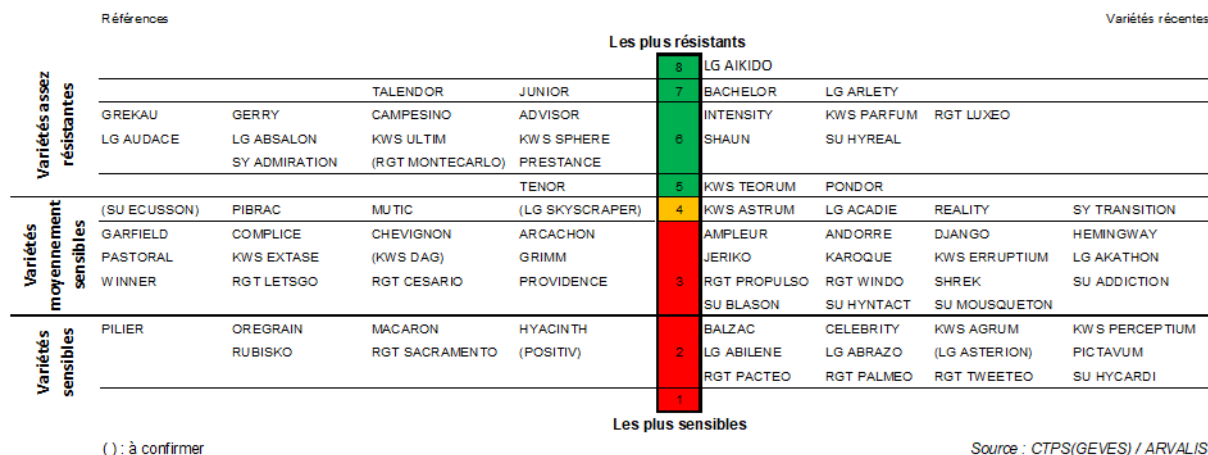 Références Variétés récentes
Les plus résistants
8 LG AIKIDO
TALENDOR JUNIOR 7 BACHELOR LG ARLETY
Variétés assez résistantes
GREKAU GERRY CAMPESINO ADVISOR INTENSITY KWS PARFUM RGT LUXEO
LG AUDACE LG ABSALON KWS ULTIM KWS SPHERE 6 SHAUN SU HYREAL
SY ADMIRATION (RGT MONTECARLO) PRESTANCE
TENOR 5 KWS TEORUM PONDOR
Variétés moyennement sensibles
(SU ECUSSON) PIBRAC MUTIC (LG SKYSCRAPER) 4 KWS ASTRUM LG ACADIE REALITY SY TRANSITION
GARFIELD COMPLICE CHEVIGNON ARCACHON AMPLEUR ANDORRE DJANGO HEMINGWAY
PASTORAL KWS EXTASE (KWS DAG) GRIMM JERIKO KAROQUE KWS ERRUPTIUM LG AKATHON
WINNER RGT LETSGO RGT CESARIO PROVIDENCE 3 RGT PROPULSO RGT WINDO SHREK SU ADDICTION
SU BLASON SU HYNTACT SU MOUSQUETON
Variétés sensibles
PILIER OREGRAIN MACARON HYACINTH BALZAC CELEBRITY KWS AGRUM KWS PERCEPTIUM
RUBISKO RGT SACRAMENTO (POSITIV) 2 LG ABILENE LG ABRAZO (LG ASTERION) PICTAVUM
RGT PACTEO RGT PALMEO RGT TWEETEO SU HYCARDI
1
Les plus sensibles
( ) : à confirmer Source : CTPS(GEVES) / ARVALIS